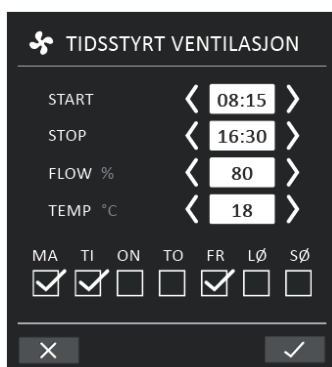 TIDSSTYRT VENTILASJON
START 08:15
STOP 16:30
FLOW % 80
TEMP °C 18
MA TI ON TO FR LØ SØ